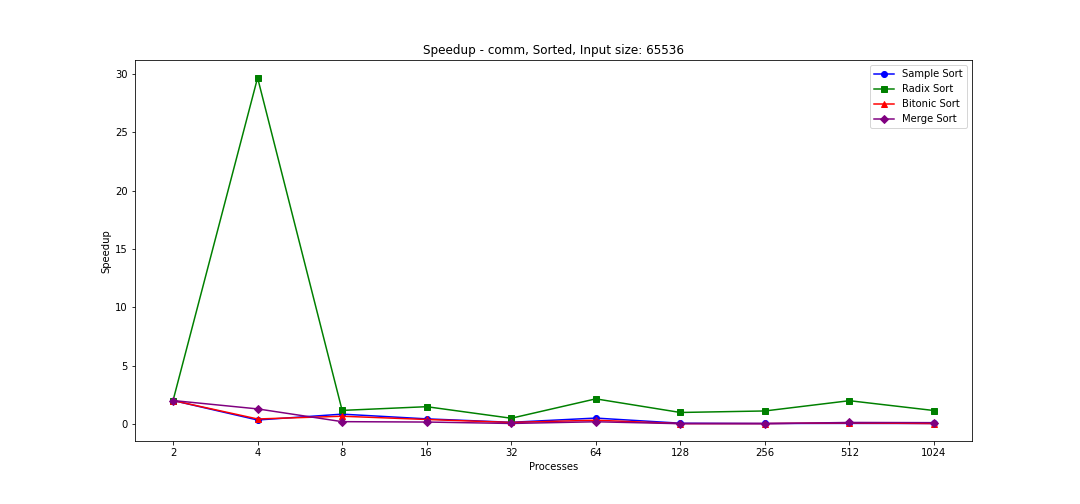 Speedup - comm, Sorted, Input size: 65536
Sample Sort
Radix Sort
Bitonic Sort
Merge Sort
Speedup
30
25
20
15
10
5
0
2 4 8 16 32 64 128 256 512 1024
Processes